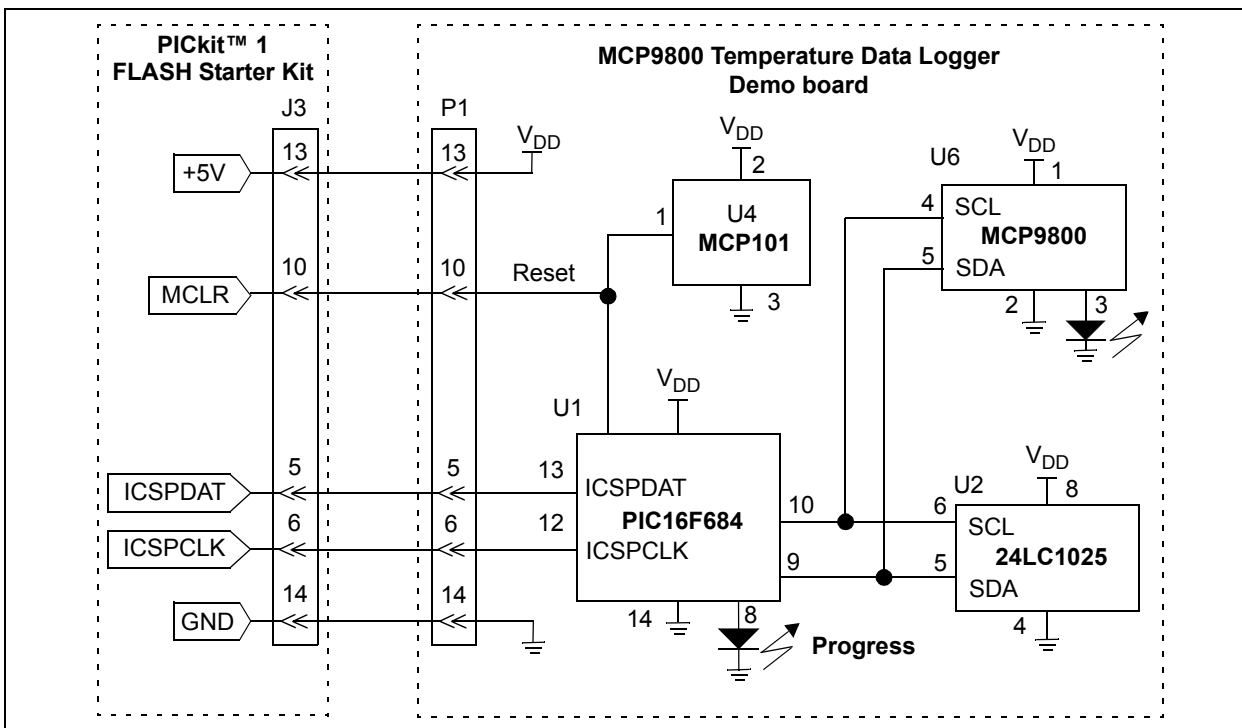 PICkit™ 1
FLASH Starter Kit
MCP9800 Temperature Data Logger
Demo board
J3
P1
+5V
13
13
VDD
MCLR
10
10
Reset
VDD
2
1
U4
MCP101
3
U6
VDD
1
4
SCL
MCP9800
5
SDA
2
3
U1
VDD
ICSPDAT
5
5
13
ICSPDAT
PIC16F684
10
ICSPCLK
6
6
12
ICSPCLK
9
GND
14
14
14
8
Progress
U2
VDD
8
6
SCL
24LC1025
5
SDA
4